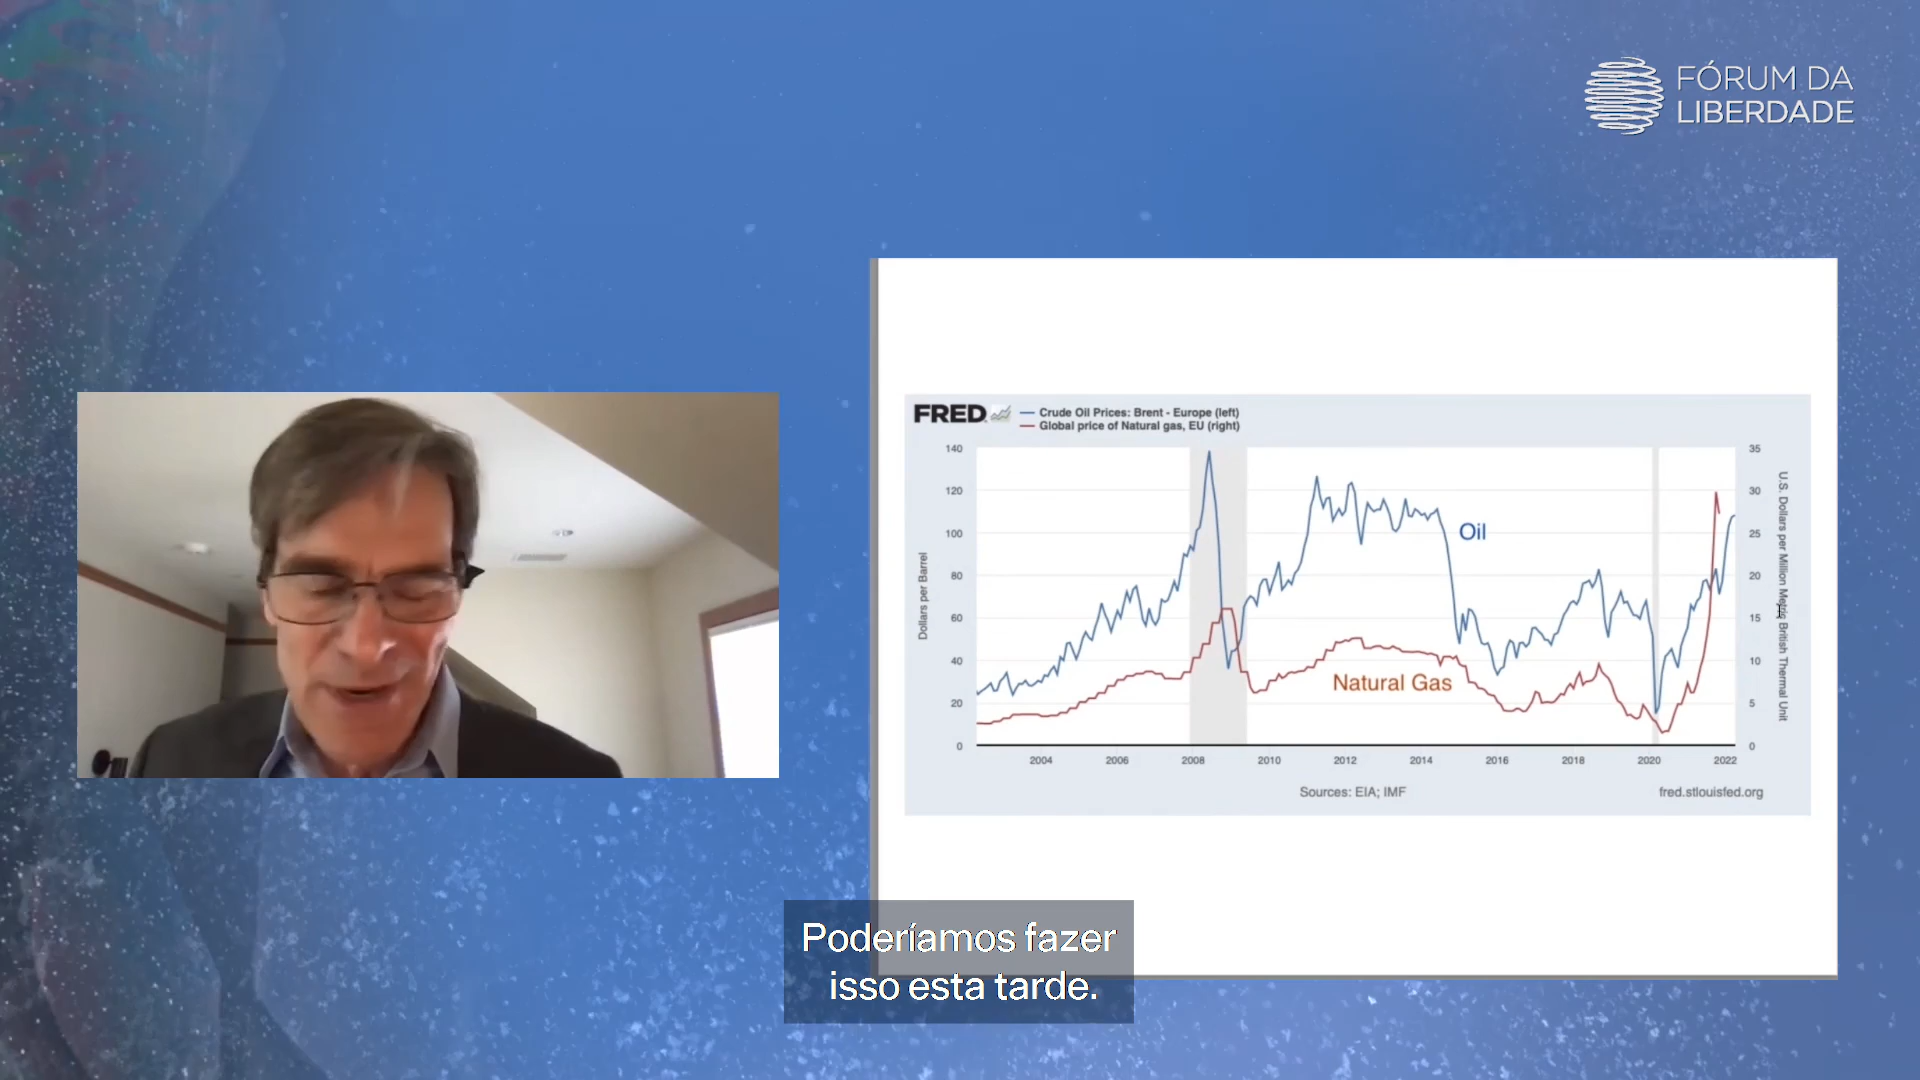 FÓRUM DA
LIBERDADE
FRED
Crude Oil Prices: Brent - Europe (left)
Global price of Natural gas, EU (right)
140
120
100
80
60
40
20
0
Dollars per Barrel
Oil
Natural Gas
35
30
25
20
15
10
5
0
U.S. Dollars per Million Metric British Thermal Unit
2004 2006 2008 2010 2012 2014 2016 2018 2020 2022
Sources: EIA; IMF
fred.stlouisfed.org
Poderíamos fazer
isso esta tarde.